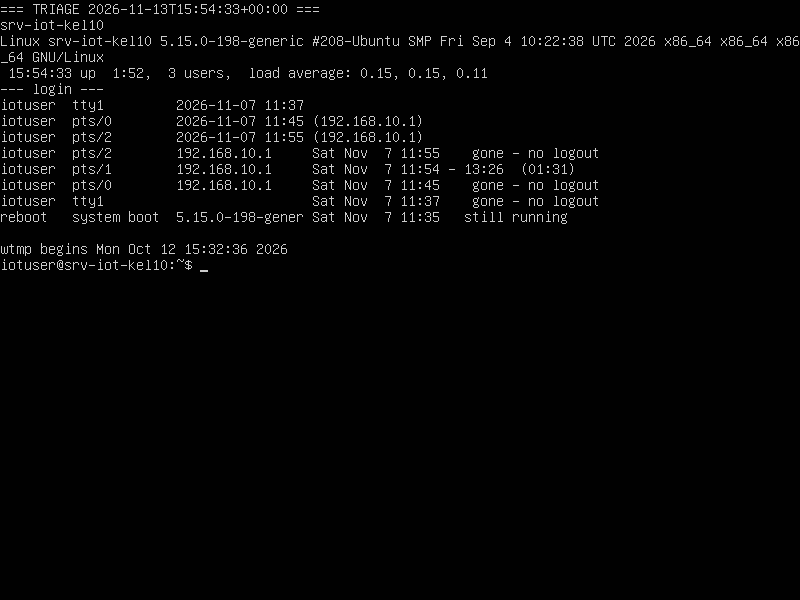 === TRIAGE 2026-11-13T15:54:33+00:00 ===
srv-iot-kel10
Linux srv-iot-kel10 5.15.0-198-generic #208-Ubuntu SMP Fri Sep 4 10:22:38 UTC 2026 x86_64 x86_64 x86
_64 GNU/Linux
 15:54:33 up  1:52,  3 users,  load average: 0.15, 0.15, 0.11
--- login ---
iotuser  tty1         2026-11-07 11:37
iotuser  pts/0        2026-11-07 11:45 (192.168.10.1)
iotuser  pts/2        2026-11-07 11:55 (192.168.10.1)
iotuser  pts/2        192.168.10.1     Sat Nov  7 11:55    gone - no logout
iotuser  pts/1        192.168.10.1     Sat Nov  7 11:54 - 13:26  (01:31)
iotuser  pts/0        192.168.10.1     Sat Nov  7 11:45    gone - no logout
iotuser  tty1                          Sat Nov  7 11:37    gone - no logout
reboot   system boot  5.15.0-198-gener Sat Nov  7 11:35   still running

wtmp begins Mon Oct 12 15:32:36 2026
iotuser@srv-iot-kel10:~$ _